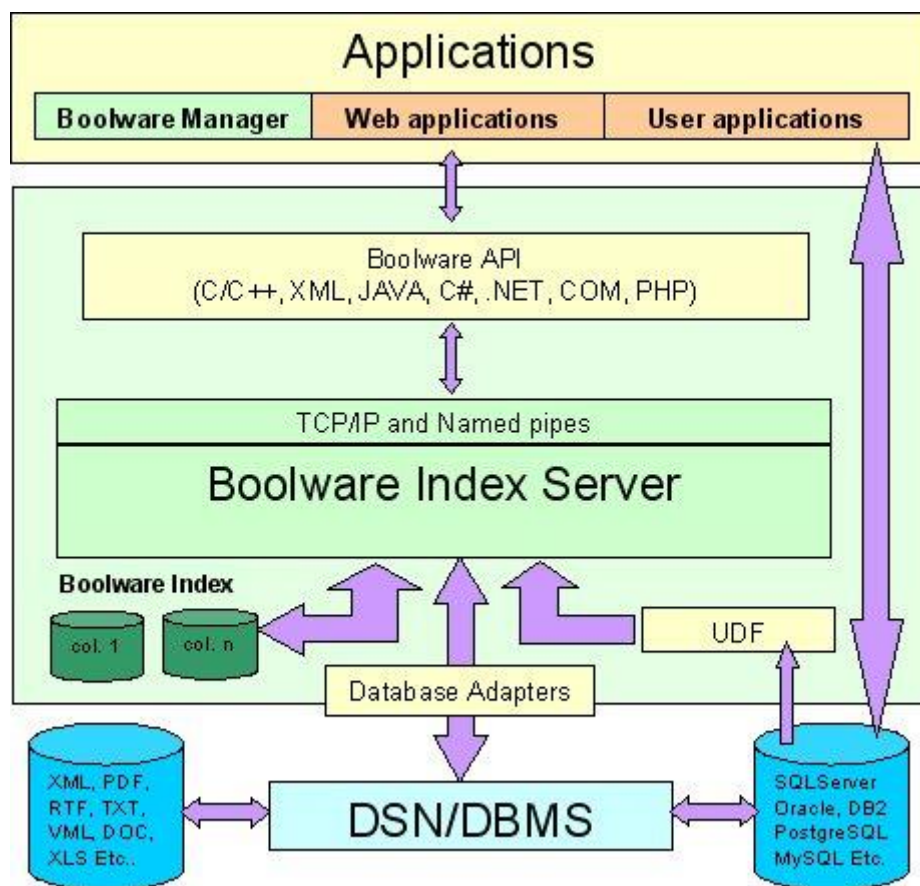 Applications
Boolware Manager
Web applications
User applications
Boolware API
(C/C++, XML, JAVA, C#, .NET, COM, PHP)
TCP/IP and Named pipes
Boolware Index Server
Boolware Index
col. 1
col. n
UDF
Database Adapters
XML, PDF,
RTF, TXT,
VML, DOC,
XLS Etc..
DSN/DBMS
SQLServer
Oracle, DB2
PostgreSQL
MySQL Etc.